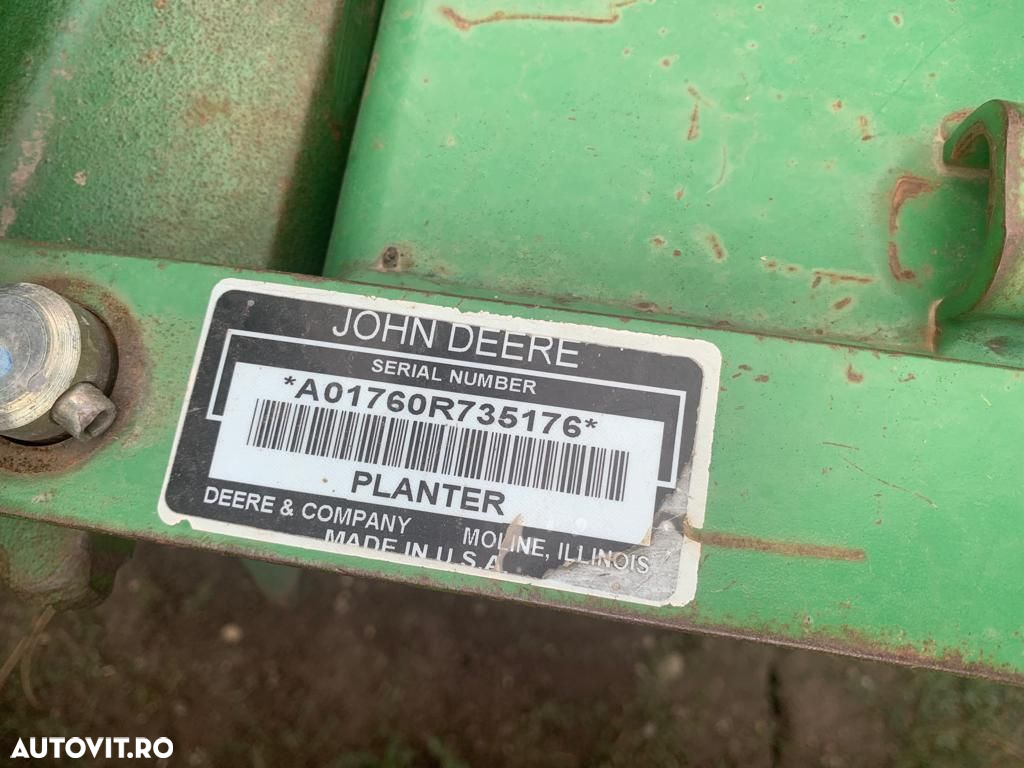 JOHN DEERE
SERIAL NUMBER
*A01760R735176*
PLANTER
DEERE & COMPANY MOLINE, ILLINOIS
MADE IN U.S.A
AUTOVIT.RO